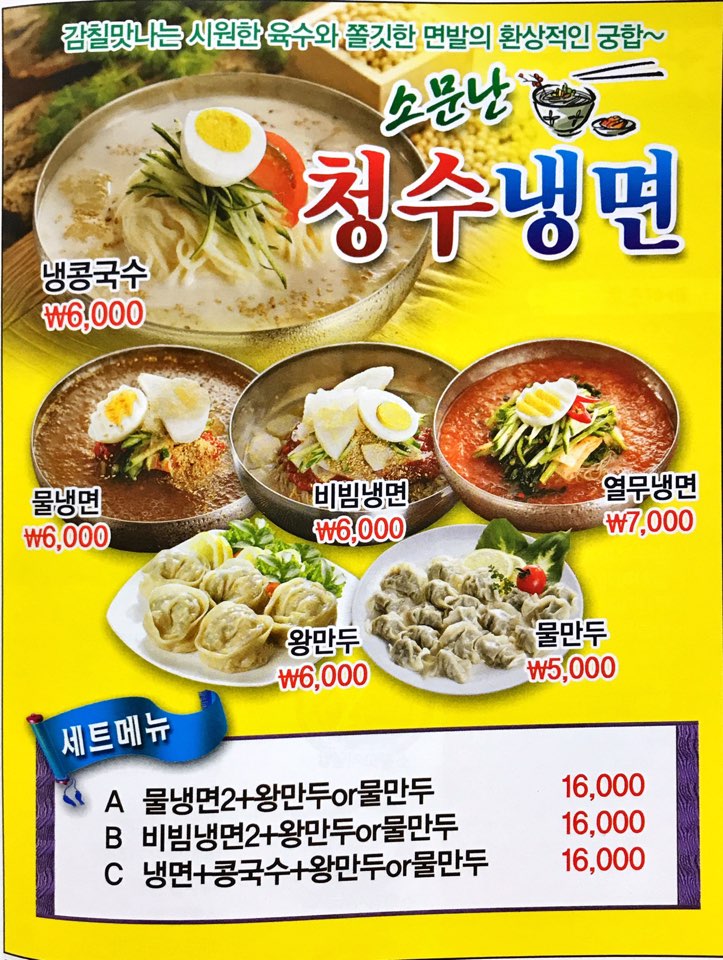 감칠맛나는 시원한 육수와 쫄깃한 면발의 환상적인 궁합~
소문난
청수냉면
냉콩국수
₩6,000
물냉면
₩6,000
비빔냉면
₩6,000
열무냉면
₩7,000
왕만두
₩6,000
물만두
₩5,000
세트메뉴
A 물냉면2+왕만두or물만두 16,000
B 비빔냉면2+왕만두or물만두 16,000
C 냉면+콩국수+왕만두or물만두 16,000